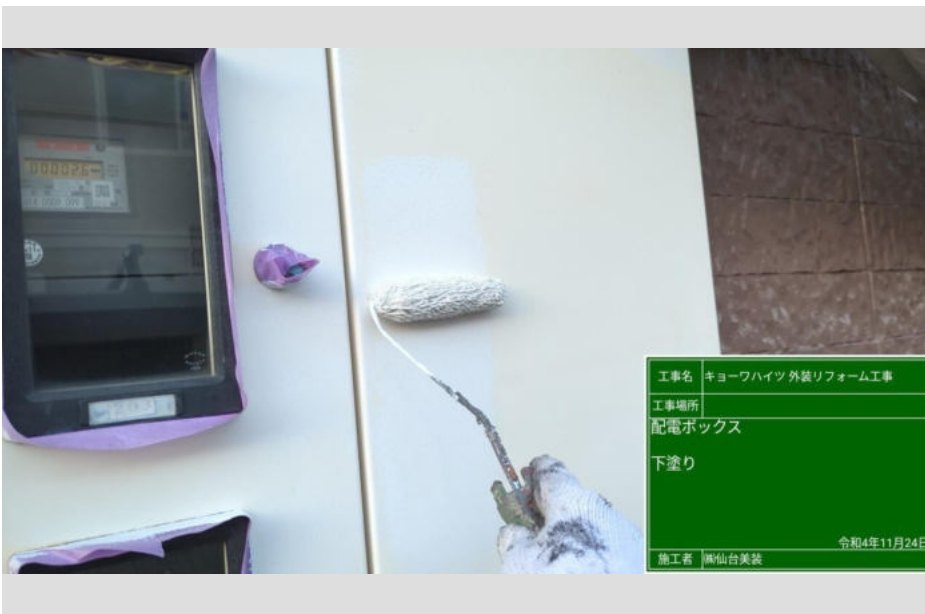 00002.6
工事名 キョーワハイツ 外装リフォーム工事
工事場所
配電ボックス
下塗り
令和4年11月24日
施工者 ㈱仙台美装